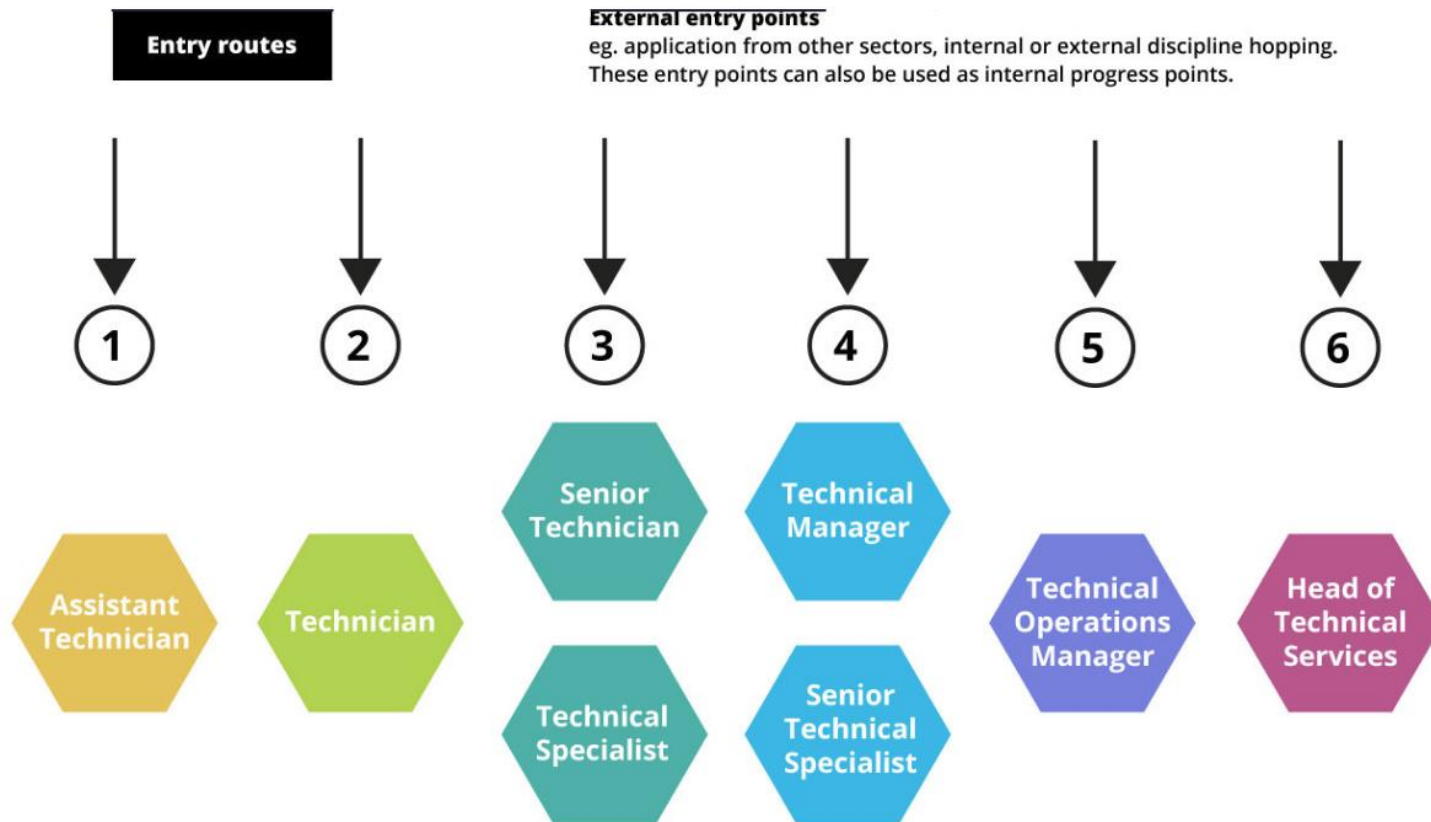 Entry routes
External entry points
eg. application from other sectors, internal or external discipline hopping.
These entry points can also be used as internal progress points.
1
2
3
4
5
6
Assistant
Technician
Technician
Senior
Technician
Technical
Specialist
Technical
Manager
Senior
Technical
Specialist
Technical
Operations
Manager
Head of
Technical
Services